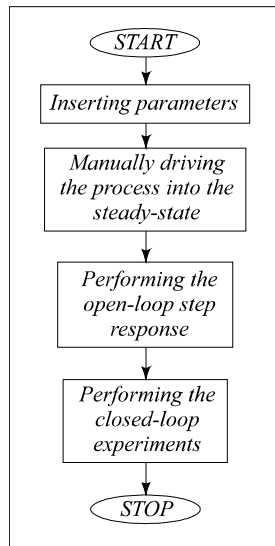 START
Inserting parameters
Manually driving
the process into the
steady-state
Performing the
open-loop step
response
Performing the
closed-loop
experiments
STOP